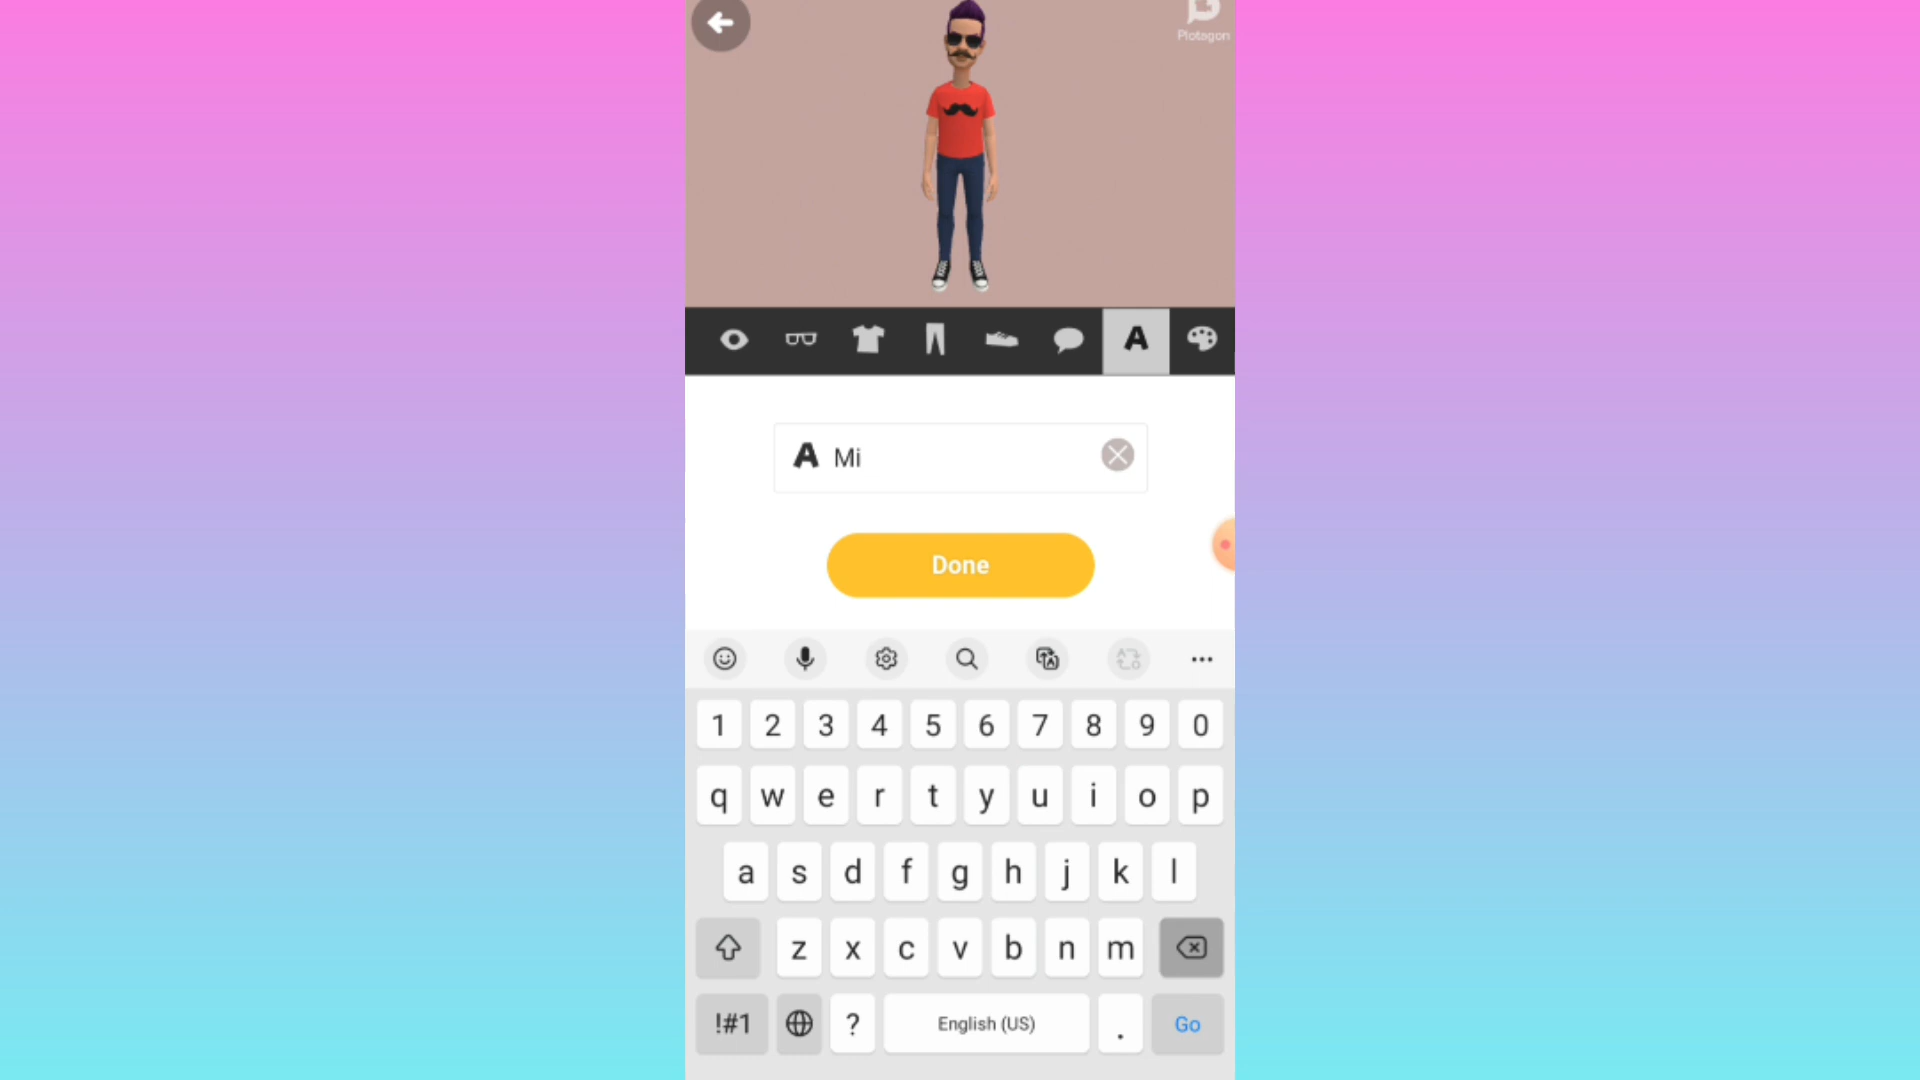 Plotagon
A
A Mi
Done
1 2 3 4 5 6 7 8 9 0
q w e r t y u i o p
a s d f g h j k l
z x c v b n m
!#1 ? English (US) . Go